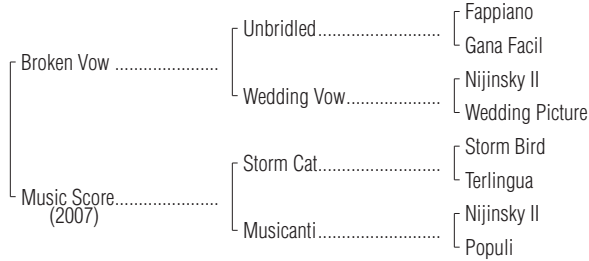 Fappiano
Unbridled..........................
Gana Facil
Broken Vow ......................
Nijinsky II
Wedding Vow....................
Wedding Picture
Storm Bird
Storm Cat..........................
Terlingua
Music Score......................
(2007)
Nijinsky II
Musicanti..........................
Populi